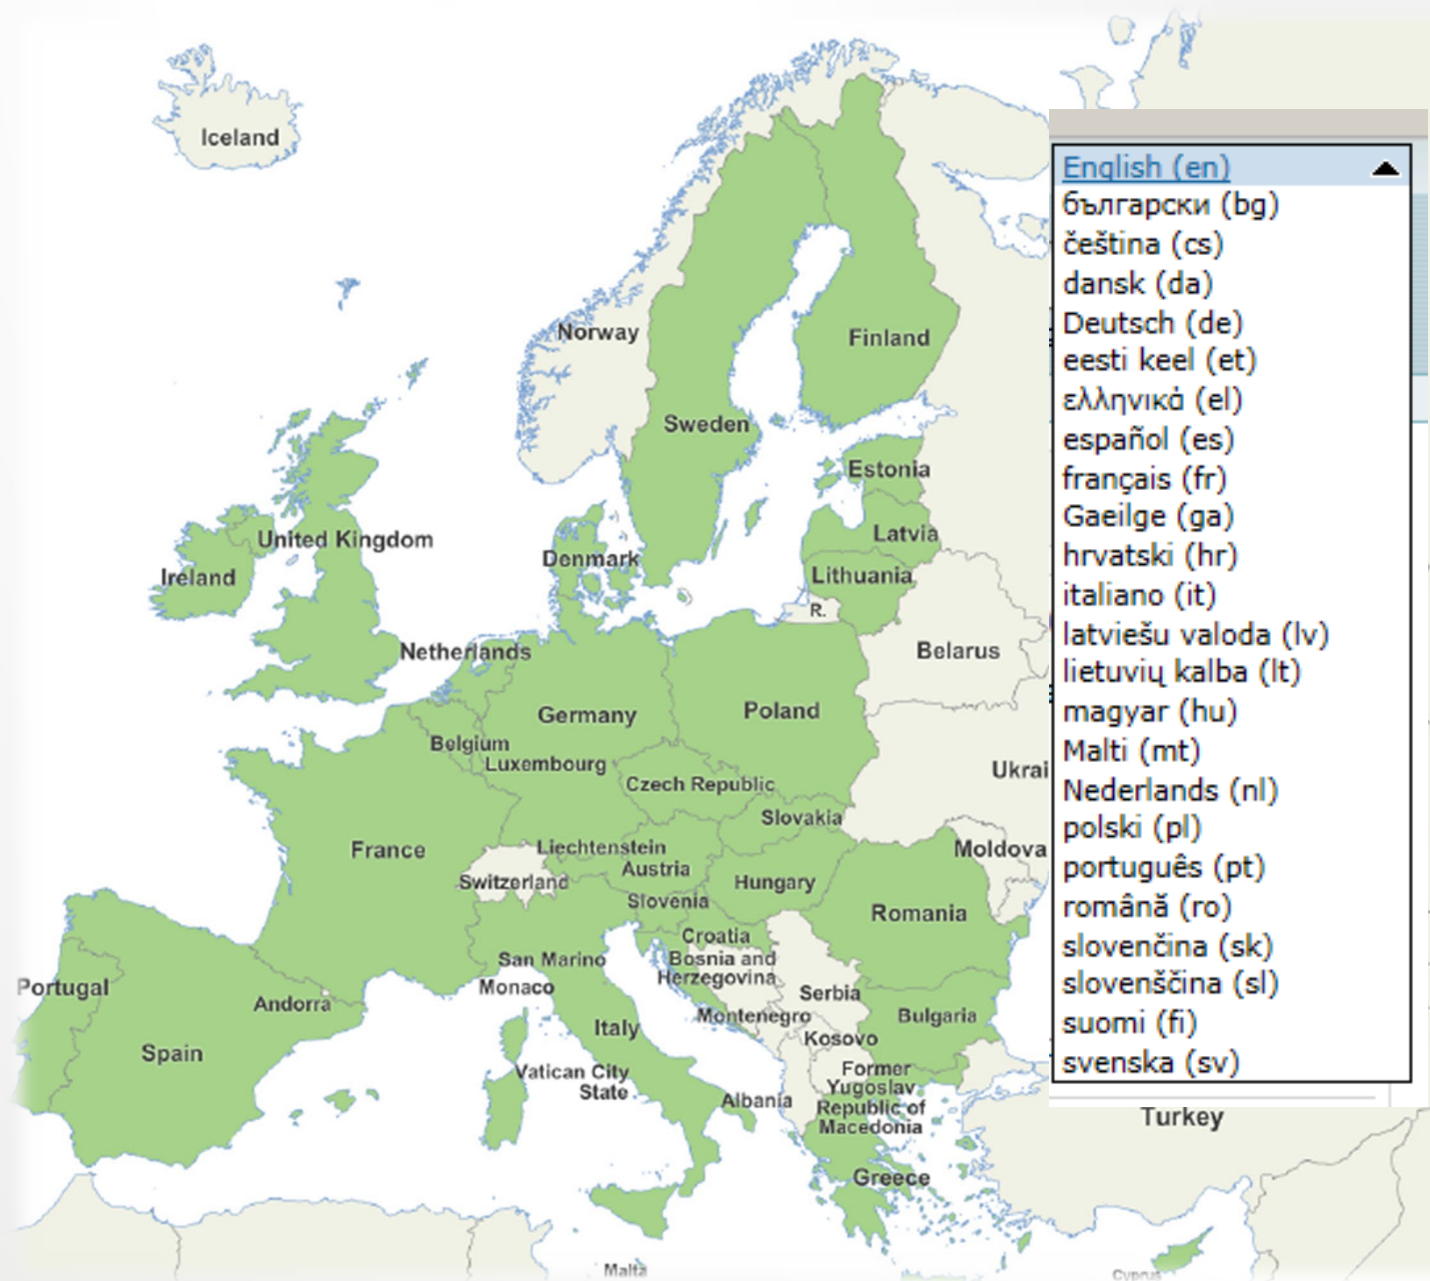 Iceland
Norway
Finland
Sweden
Estonia
Latvia
Lithuania
R.
United Kingdom
Ireland
Denmark
Netherlands
Belarus
Germany
Poland
Belgium
Luxembourg
Czech Republic
Ukrai
Slovakia
France
Liechtenstein
Moldova
Austria
Switzerland
Hungary
Slovenia
Romania
Croatia
San Marino
Bosnia and
Herzegovina
Portugal
Monaco
Serbia
Andorra
Montenegro
Bulgaria
Italy
Kosovo
Spain
Vatican City
State
Former
Yugoslav
Republic of
Macedonia
Albania
Turkey
Greece
Malta
Cyprus
English (en)
български (bg)
čeština (cs)
dansk (da)
Deutsch (de)
eesti keel (et)
ελληνικά (el)
español (es)
français (fr)
Gaeilge (ga)
hrvatski (hr)
italiano (it)
latviešu valoda (lv)
lietuvių kalba (lt)
magyar (hu)
Malti (mt)
Nederlands (nl)
polski (pl)
português (pt)
română (ro)
slovenčina (sk)
slovenščina (sl)
suomi (fi)
svenska (sv)